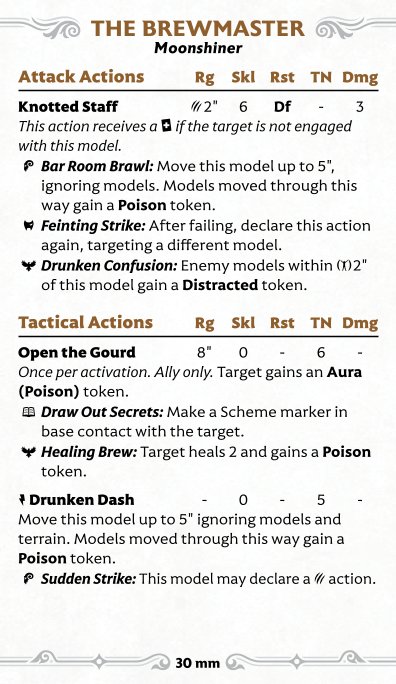 THE BREWMASTER
Moonshiner
Attack Actions Rg Skl Rst TN Dmg
Knotted Staff 2" 6 Df - 3
This action receives a if the target is not engaged
with this model.
Bar Room Brawl: Move this model up to 5",
ignoring models. Models moved through this
way gain a Poison token.
Feinting Strike: After failing, declare this action
again, targeting a different model.
Drunken Confusion: Enemy models within 2"
of this model gain a Distracted token.
Tactical Actions Rg Skl Rst TN Dmg
Open the Gourd 8" 0 - 6 -
Once per activation. Ally only. Target gains an Aura
(Poison) token.
Draw Out Secrets: Make a Scheme marker in
base contact with the target.
Healing Brew: Target heals 2 and gains a Poison
token.
Drunken Dash - 0 - 5 -
Move this model up to 5" ignoring models and
terrain. Models moved through this way gain a
Poison token.
Sudden Strike: This model may declare a action.
30 mm